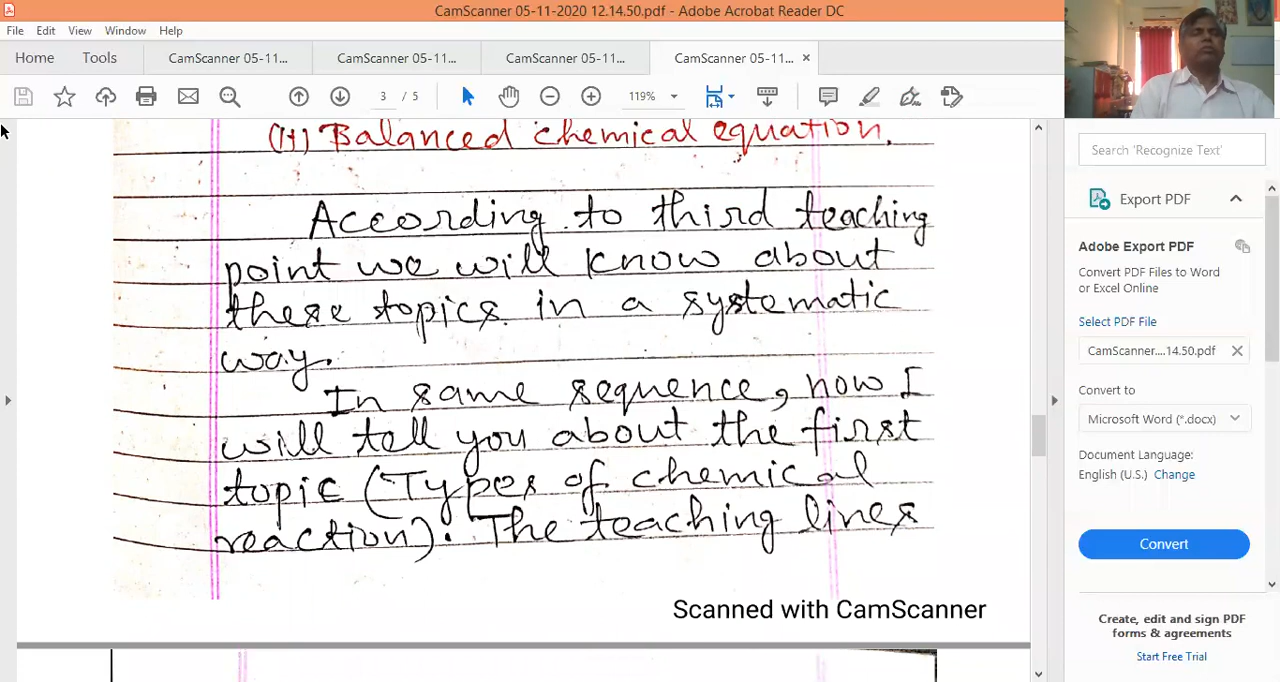 CamScanner 05-11-2020 12.14.50.pdf - Adobe Acrobat Reader DC
File Edit View Window Help
Home Tools CamScanner 05-11... CamScanner 05-11... CamScanner 05-11... CamScanner 05-11... ×
3 / 5 119%
Balanced chemical equation.
According to third teaching
point we will know about
these topics in a systematic
way.
In same sequence, now I
will tell you about the first
topic (Types of chemical
reaction). The teaching lines
Scanned with CamScanner
Search 'Recognize Text'
Export PDF
Adobe Export PDF
Convert PDF Files to Word
or Excel Online
Select PDF File
CamScanner....14.50.pdf
Convert to
Microsoft Word (*.docx)
Document Language:
English (U.S.) Change
Convert
Create, edit and sign PDF
forms & agreements
Start Free Trial